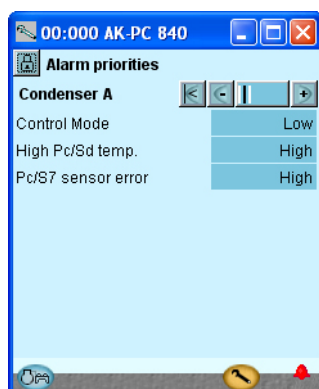 00:000 AK-PC 840
Alarm priorities
Condenser A
Control Mode Low
High Pc/Sd temp. High
Pc/S7 sensor error High